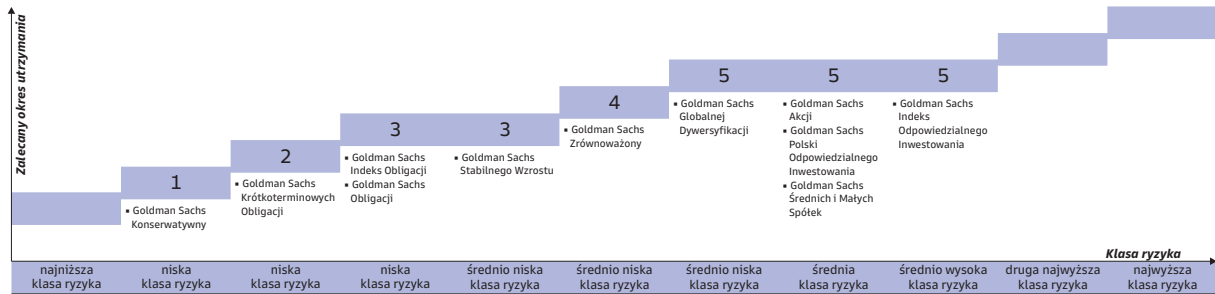 Zalecany okres utrzymania
1
▪ Goldman Sachs
Konserwatywny
2
▪ Goldman Sachs
Krótkoterminowych
Obligacji
3
▪ Goldman Sachs
Indeks Obligacji
▪ Goldman Sachs
Obligacji
3
▪ Goldman Sachs
Stabilnego Wzrostu
4
▪ Goldman Sachs
Zrównoważony
5
▪ Goldman Sachs
Globalnej
Dywersyfikacji
5
▪ Goldman Sachs
Akcji
▪ Goldman Sachs
Polski
Odpowiedzialnego
Inwestowania
▪ Goldman Sachs
Średnich i Małych
Spółek
5
▪ Goldman Sachs
Indeks
Odpowiedzialnego
Inwestowania
Klasa ryzyka
najniższa
klasa ryzyka
niska
klasa ryzyka
niska
klasa ryzyka
niska
klasa ryzyka
średnio niska
klasa ryzyka
średnio niska
klasa ryzyka
średnio niska
klasa ryzyka
średnia
klasa ryzyka
średnio wysoka
klasa ryzyka
druga najwyższa
klasa ryzyka
najwyższa
klasa ryzyka